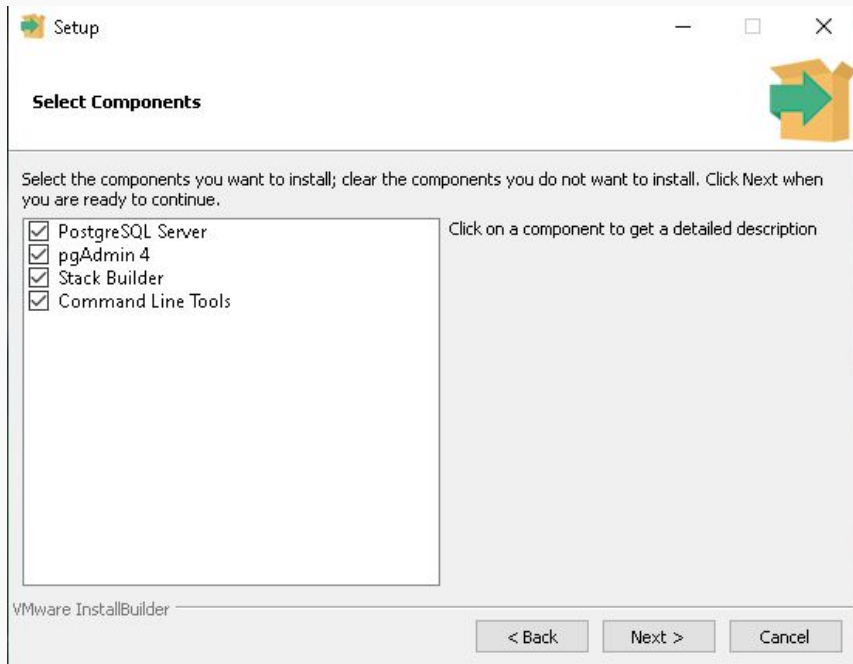 Setup
Select Components
Select the components you want to install; clear the components you do not want to install. Click Next when
you are ready to continue.
PostgreSQL Server
pgAdmin 4
Stack Builder
Command Line Tools
Click on a component to get a detailed description
VMware InstallBuilder
< Back
Next >
Cancel